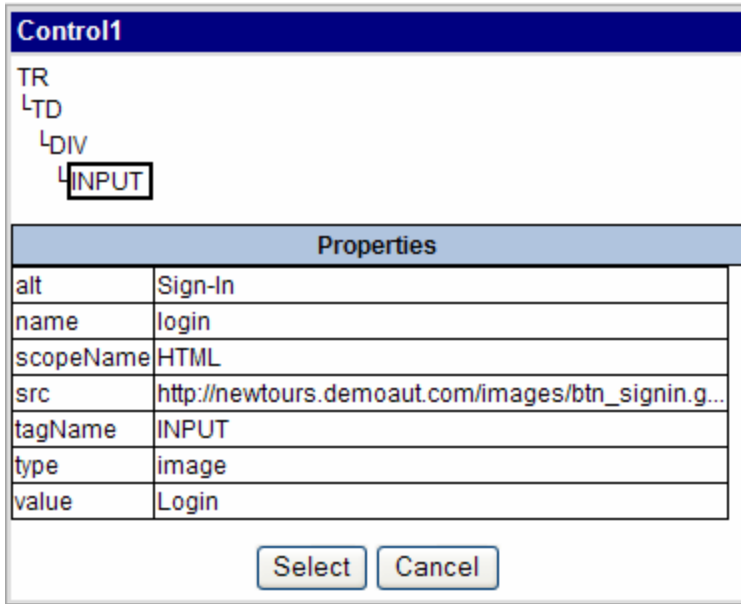 Control1
TR
TD
DIV
INPUT
Properties
alt Sign-In
name login
scopeName HTML
src http://newtours.demoaut.com/images/btn_signin.g...
tagName INPUT
type image
value Login
Select Cancel